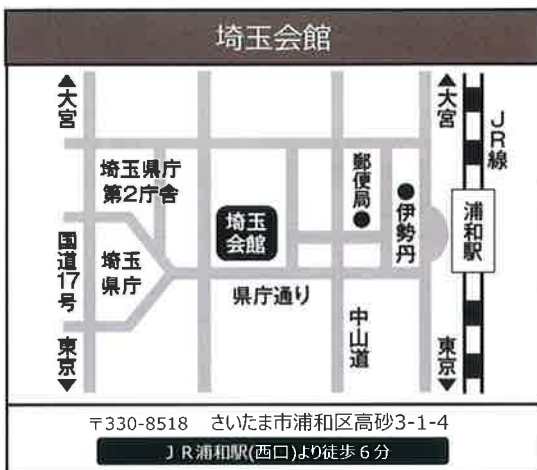 埼玉会館
▲大宮
▲大宮
JR線
埼玉県庁
第2庁舎
郵便局●
●伊勢丹
埼玉
会館
浦和駅
国道17号
埼玉
県庁
県庁通り
中山道
東京▼
東京▼
〒330-8518 さいたま市浦和区高砂3-1-4
JR浦和駅(西口)より徒歩6分